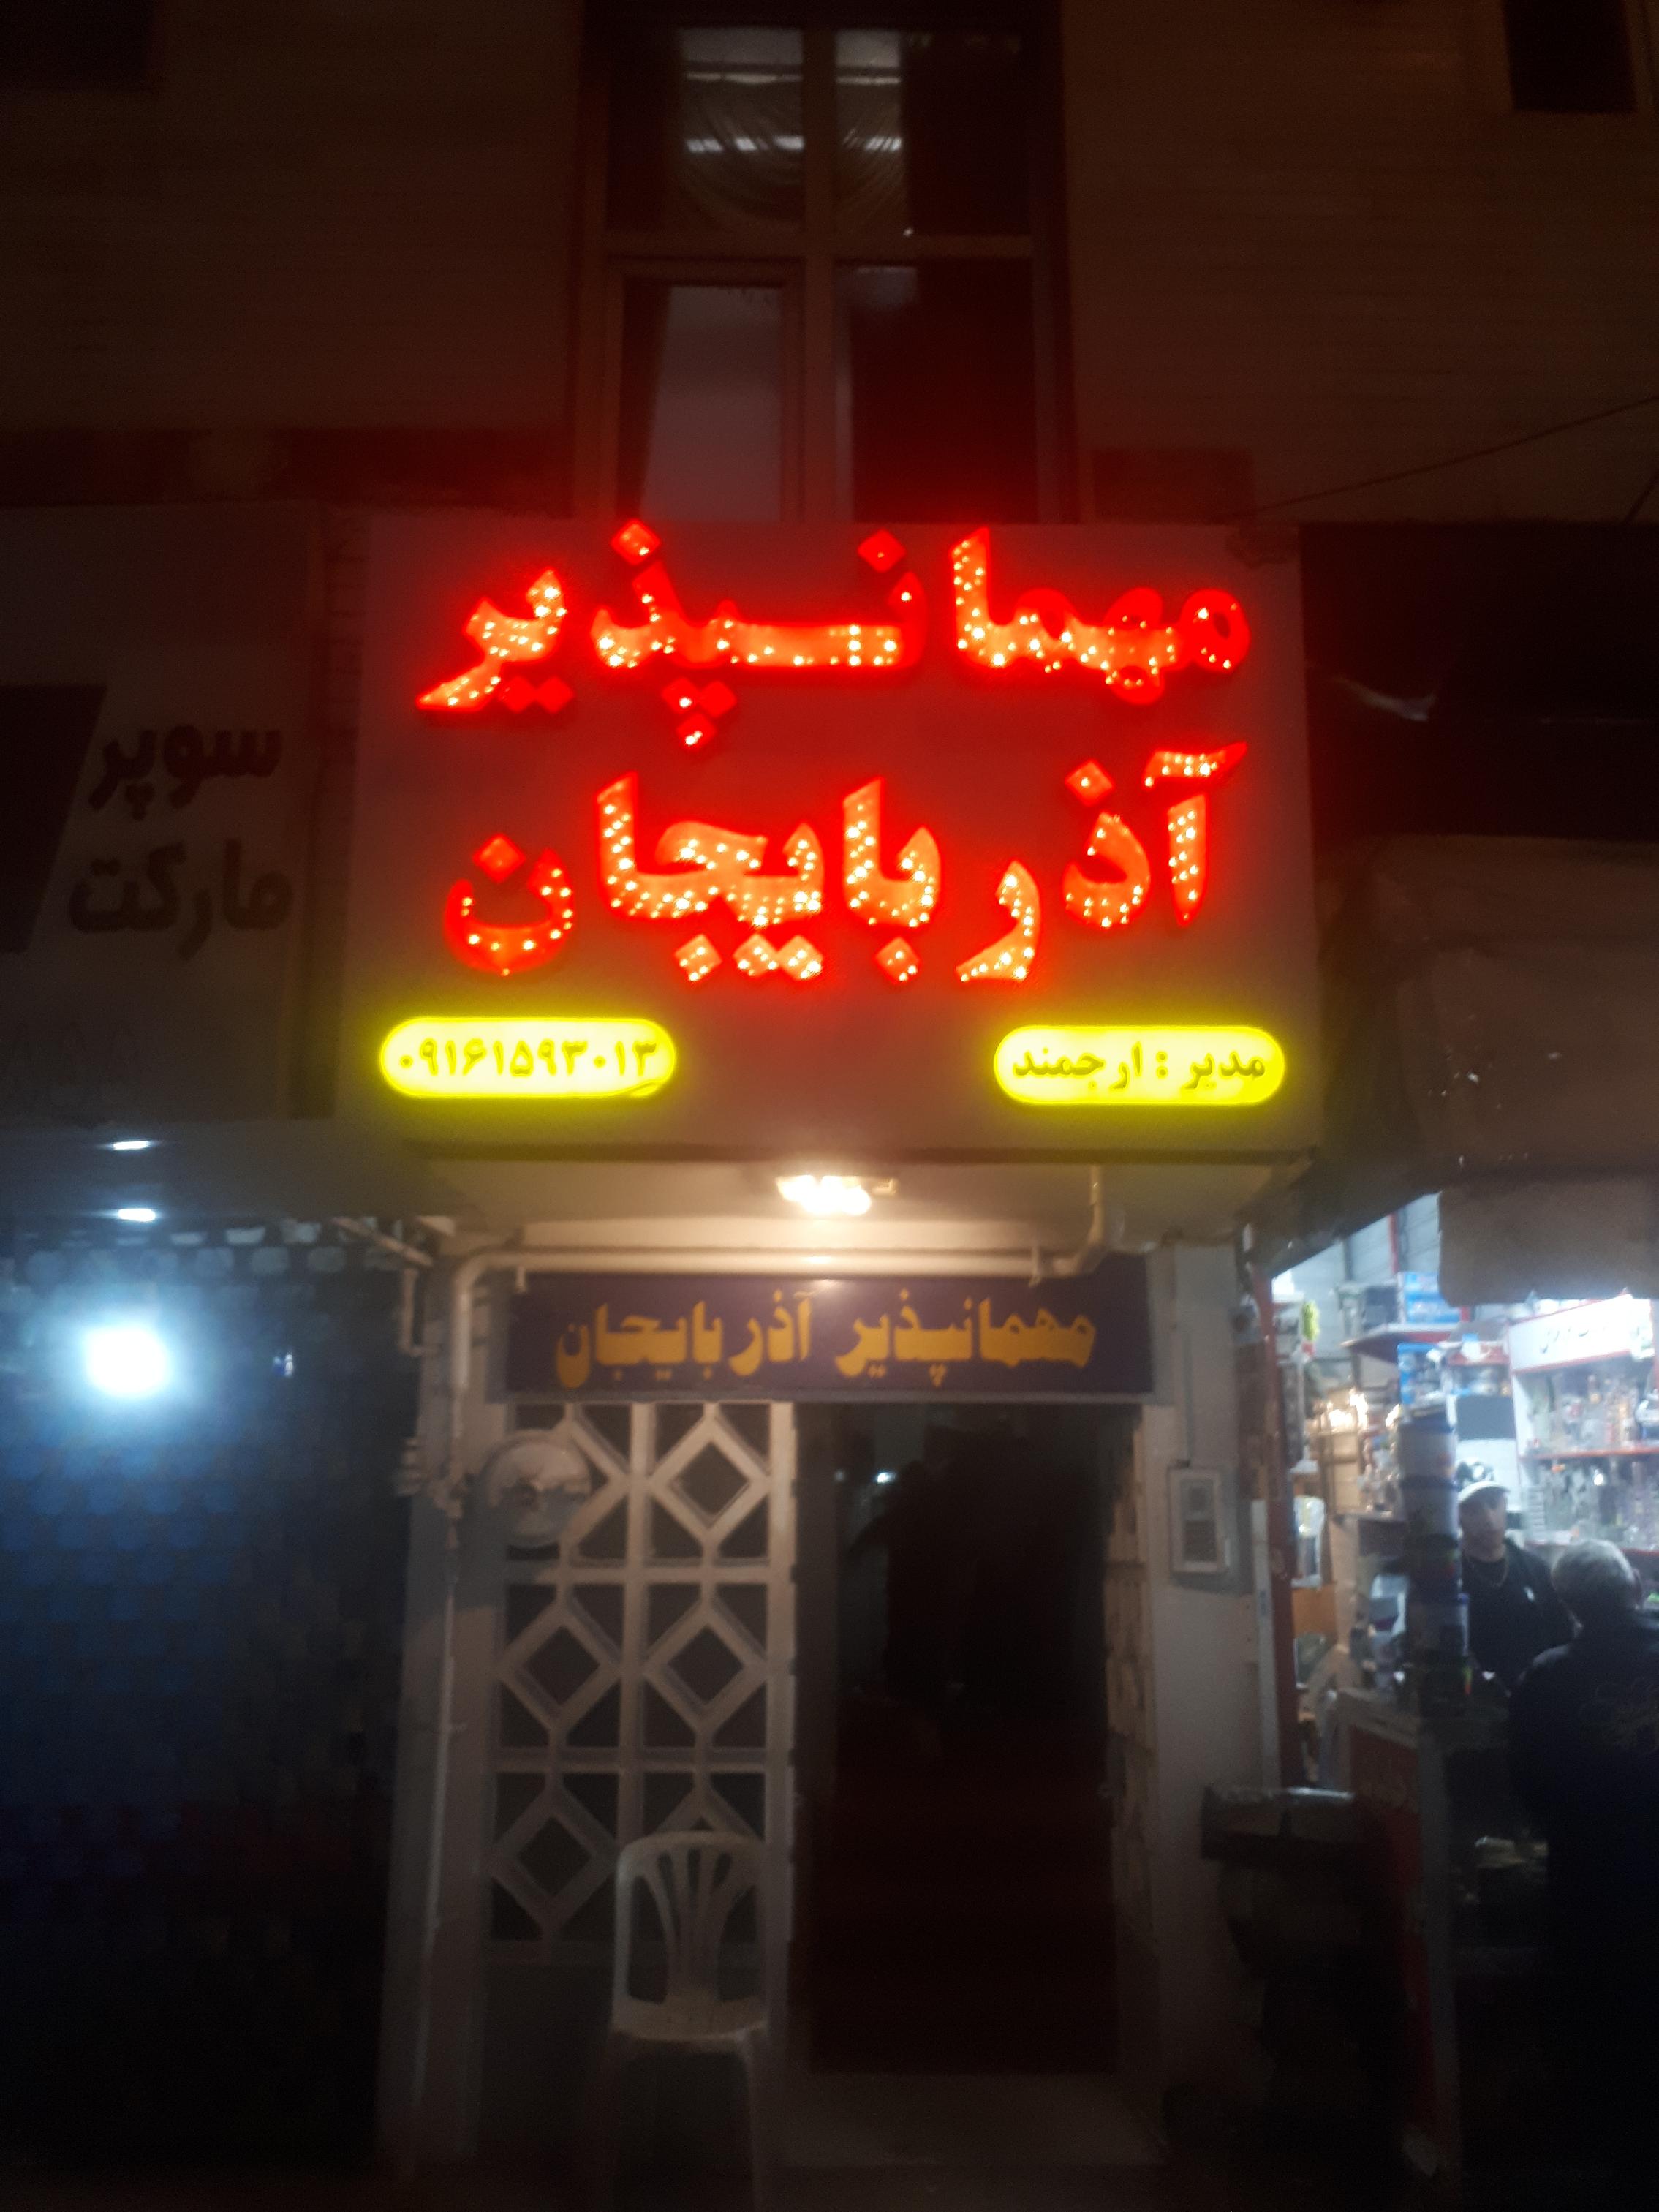 مهمانپذیر
آذربایجان
مدیر : ارجمند
۰۹۱۶۱۵۹۳۰۱۳
مهمانپذیر آذربایجان
سوپر
مارکت